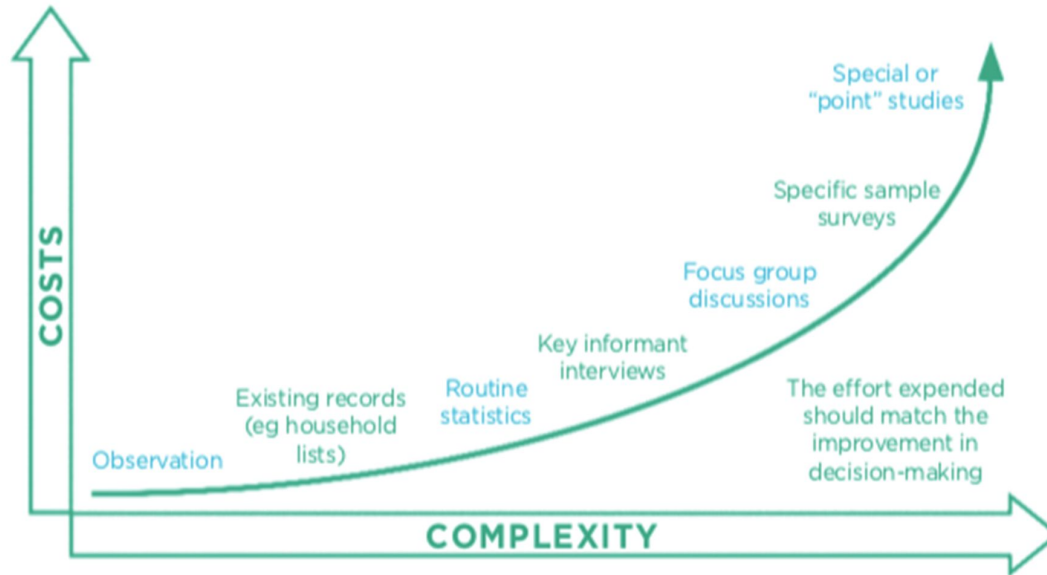 Special or
“point” studies
Specific sample
surveys
Focus group
discussions
Key informant
interviews
Routine
statistics
Existing records
(eg household
lists)
Observation
The effort expended
should match the
improvement in
decision-making
COSTS
COMPLEXITY